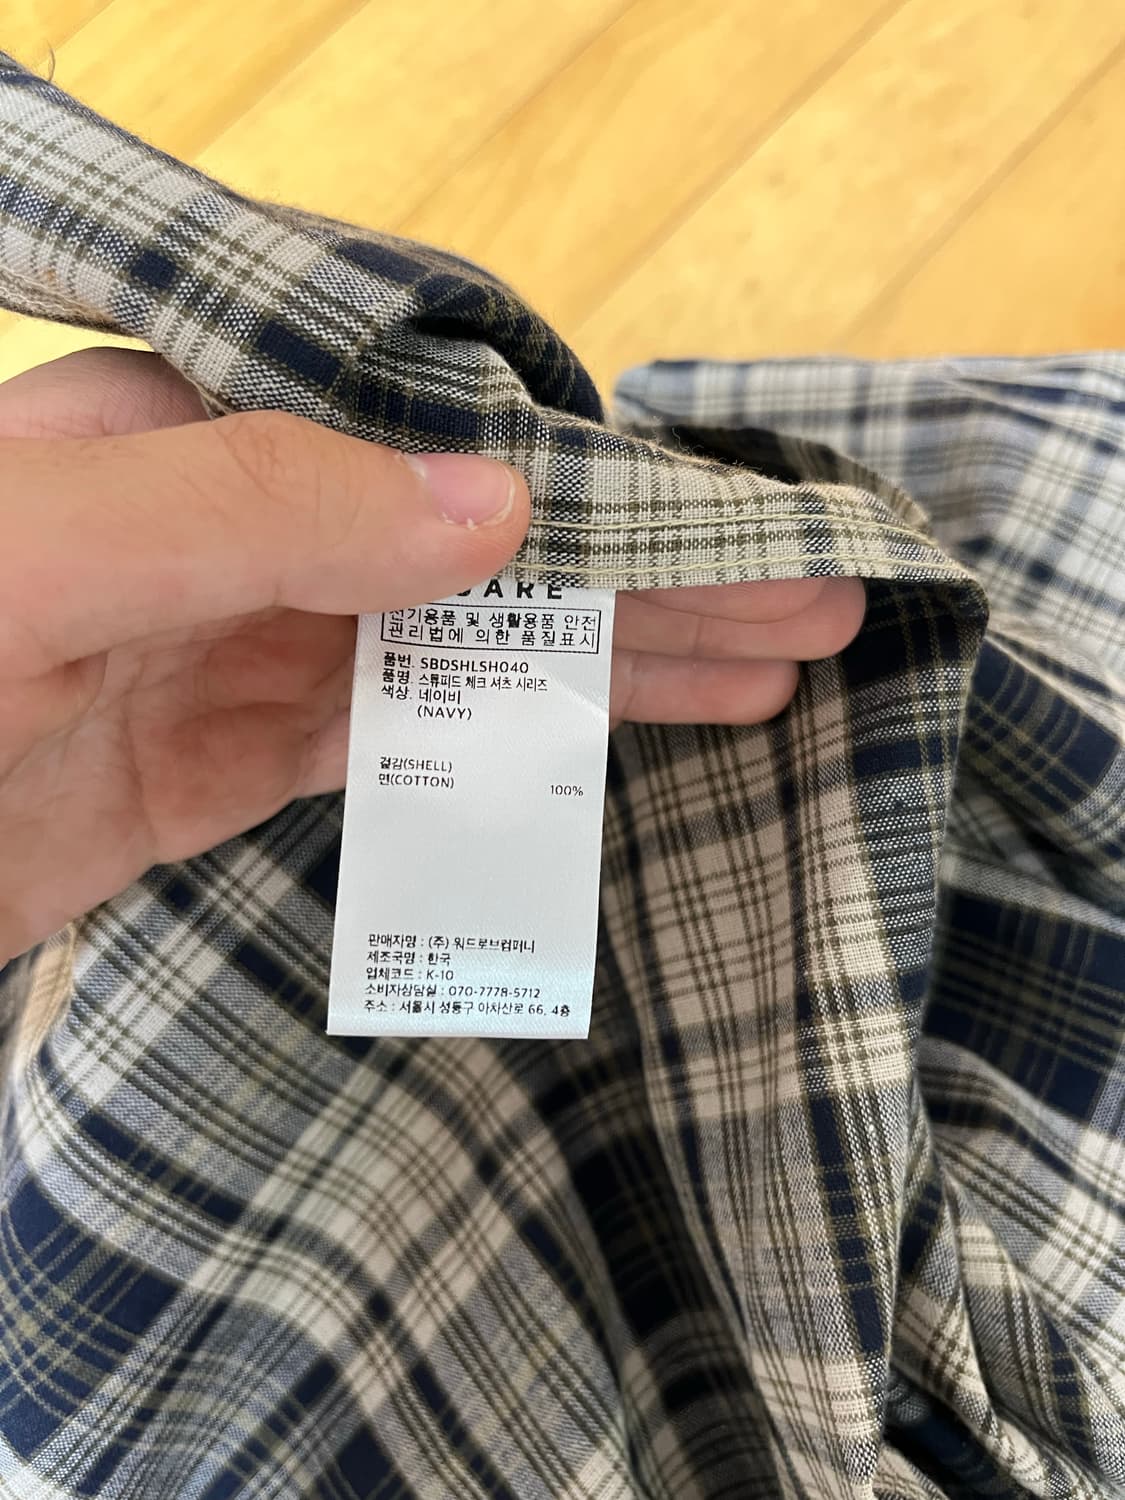 CARE
전기용품 및 생활용품 안전
관리법에 의한 품질표시
품번. SBDSHLSH040
품명. 스튜피드 체크 셔츠 시리즈
색상. 네이비
(NAVY)
겉감(SHELL)
면(COTTON) 100%
판매자명 : (주) 워드로브컴퍼니
제조국명 : 한국
업체코드 : K-10
소비자상담실 : 070-7778-5712
주소 : 서울시 성동구 아차산로 66, 4층